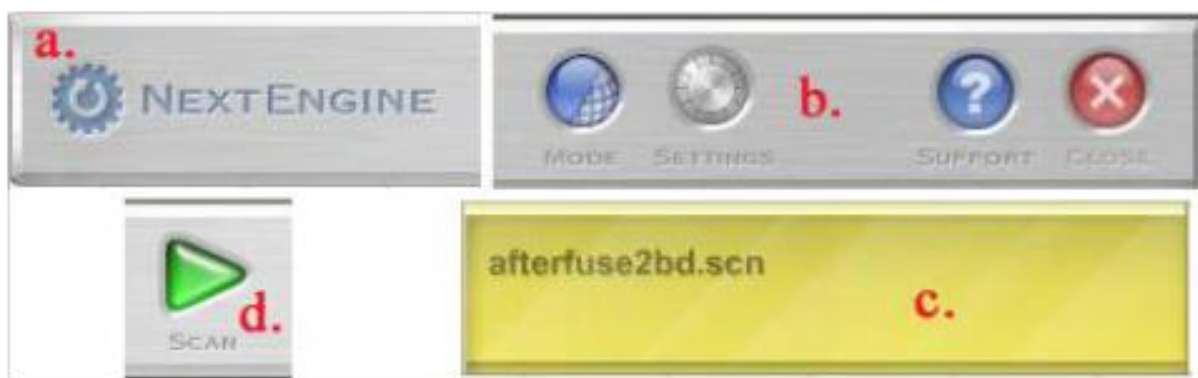 a.
NEXTENGINE
b.
MODE SETTINGS SUPPORT CLOSE
d.
SCAN
afterfuse2bd.scn
c.